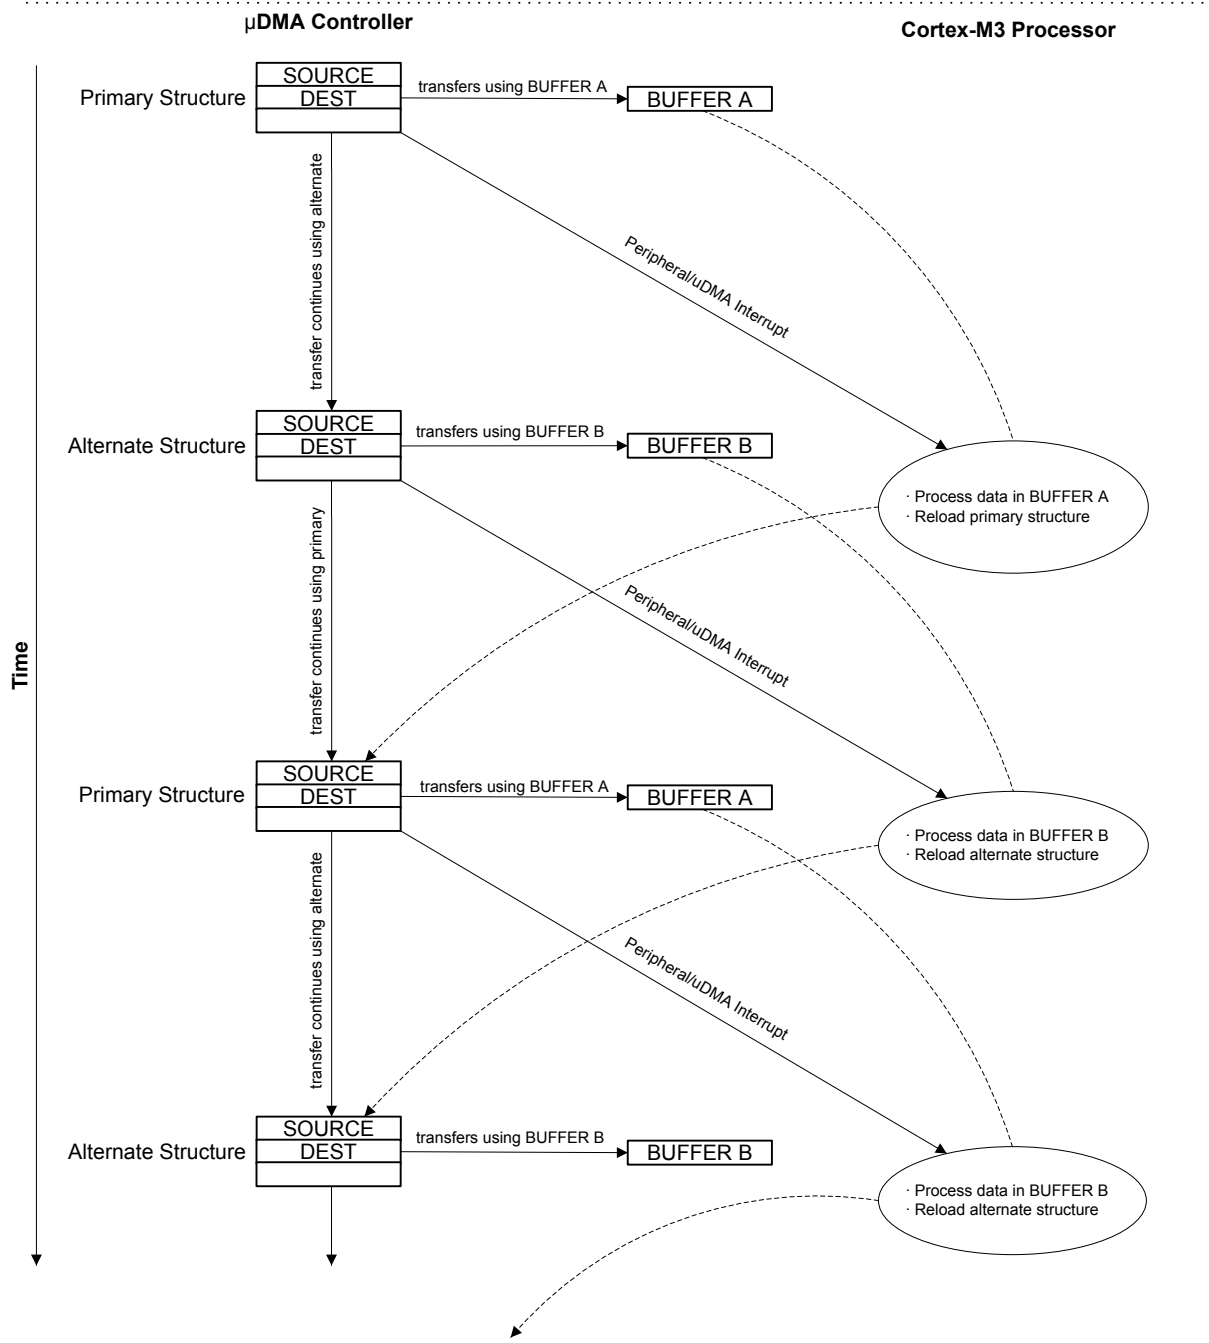 µDMA Controller
Cortex-M3 Processor
SOURCE
Primary Structure
DEST
transfers using BUFFER A
BUFFER A
transfer continues using alternate
Peripheral/uDMA Interrupt
SOURCE
Alternate Structure
DEST
transfers using BUFFER B
BUFFER B
· Process data in BUFFER A
· Reload primary structure
transfer continues using primary
Peripheral/uDMA Interrupt
Time
SOURCE
Primary Structure
DEST
transfers using BUFFER A
BUFFER A
· Process data in BUFFER B
· Reload alternate structure
transfer continues using alternate
Peripheral/uDMA Interrupt
SOURCE
Alternate Structure
DEST
transfers using BUFFER B
BUFFER B
· Process data in BUFFER B
· Reload alternate structure